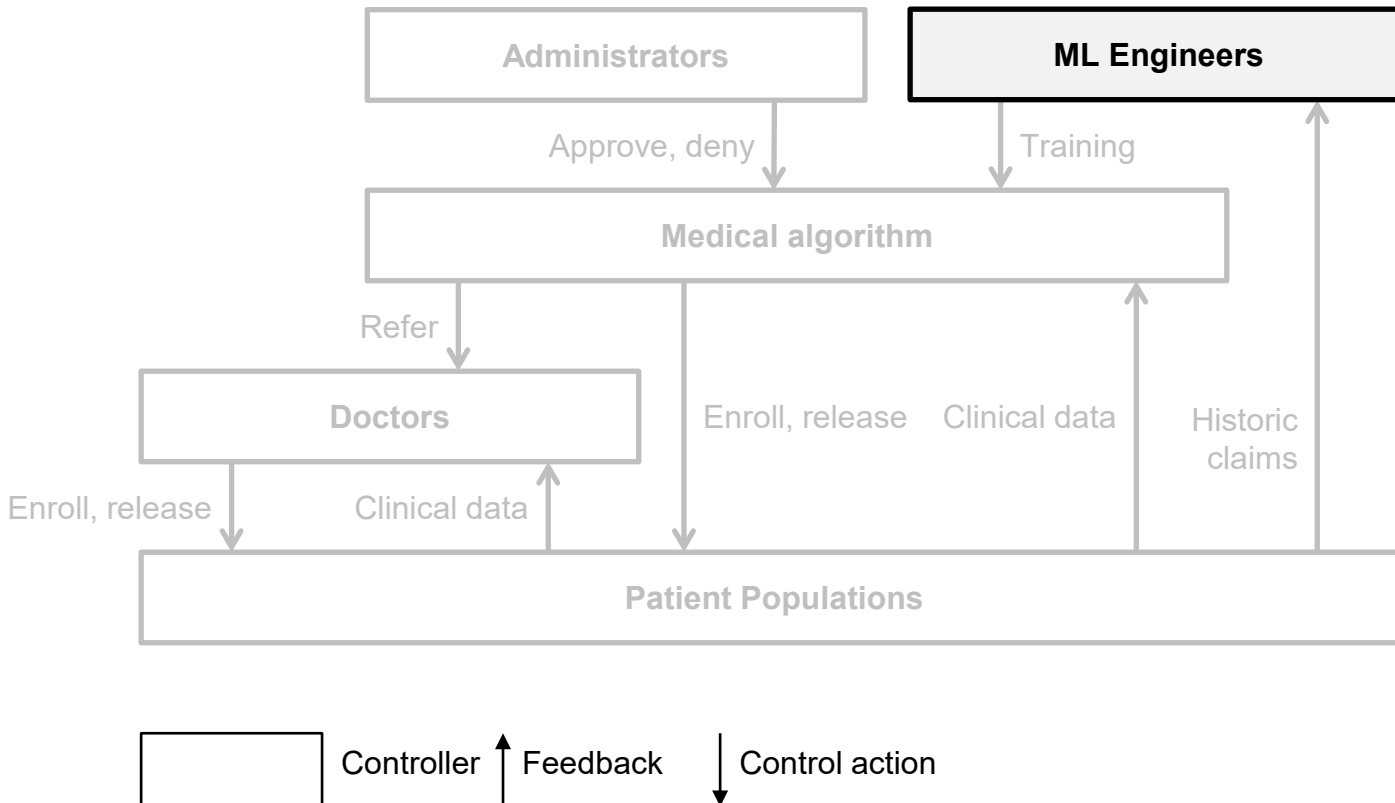 Administrators
ML Engineers
Approve, deny
Training
Medical algorithm
Refer
Doctors
Enroll, release
Clinical data
Historic
claims
Enroll, release
Clinical data
Patient Populations
Controller
Feedback
Control action